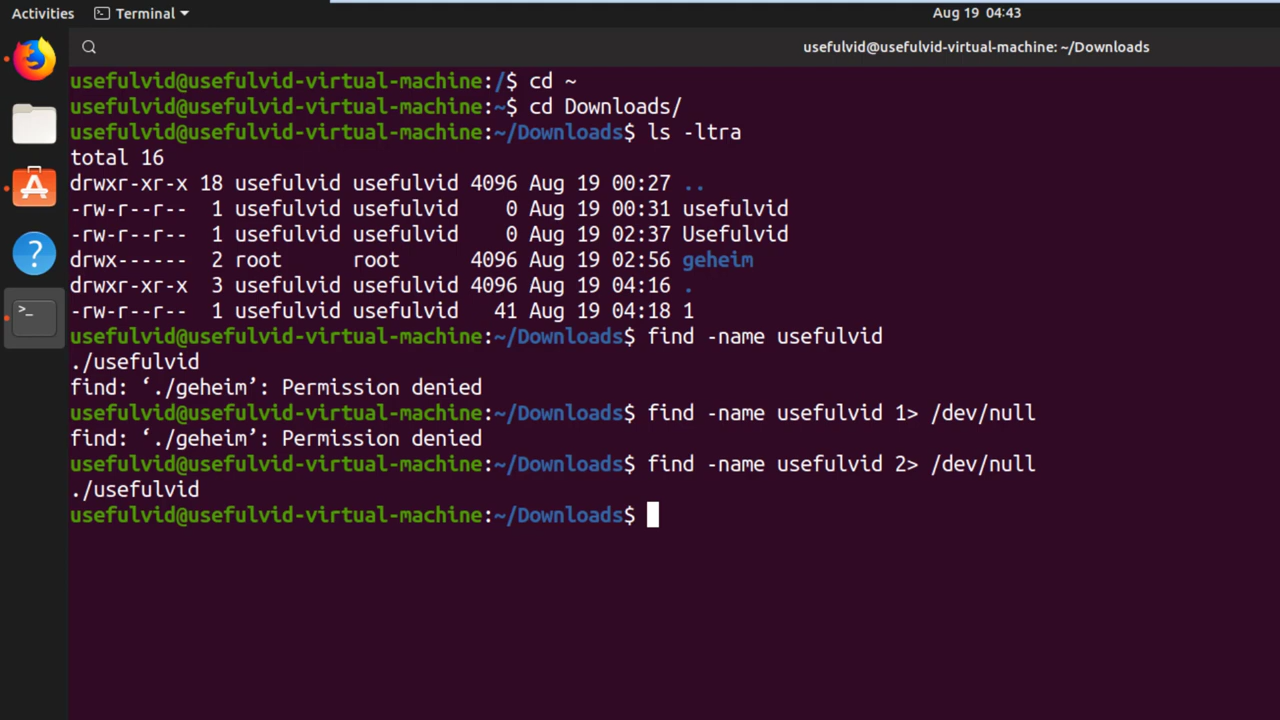 Activities Terminal Aug 19 04:43
usefulvid@usefulvid-virtual-machine: ~/Downloads
usefulvid@usefulvid-virtual-machine:/$ cd ~
usefulvid@usefulvid-virtual-machine:~$ cd Downloads/
usefulvid@usefulvid-virtual-machine:~/Downloads$ ls -ltra
total 16
drwxr-xr-x 18 usefulvid usefulvid 4096 Aug 19 00:27 ..
-rw-r--r--  1 usefulvid usefulvid    0 Aug 19 00:31 usefulvid
-rw-r--r--  1 usefulvid usefulvid    0 Aug 19 02:37 Usefulvid
drwx------  2 root      root      4096 Aug 19 02:56 geheim
drwxr-xr-x  3 usefulvid usefulvid 4096 Aug 19 04:16 .
-rw-r--r--  1 usefulvid usefulvid   41 Aug 19 04:18 1
usefulvid@usefulvid-virtual-machine:~/Downloads$ find -name usefulvid
./usefulvid
find: ‘./geheim’: Permission denied
usefulvid@usefulvid-virtual-machine:~/Downloads$ find -name usefulvid 1> /dev/null
find: ‘./geheim’: Permission denied
usefulvid@usefulvid-virtual-machine:~/Downloads$ find -name usefulvid 2> /dev/null
./usefulvid
usefulvid@usefulvid-virtual-machine:~/Downloads$